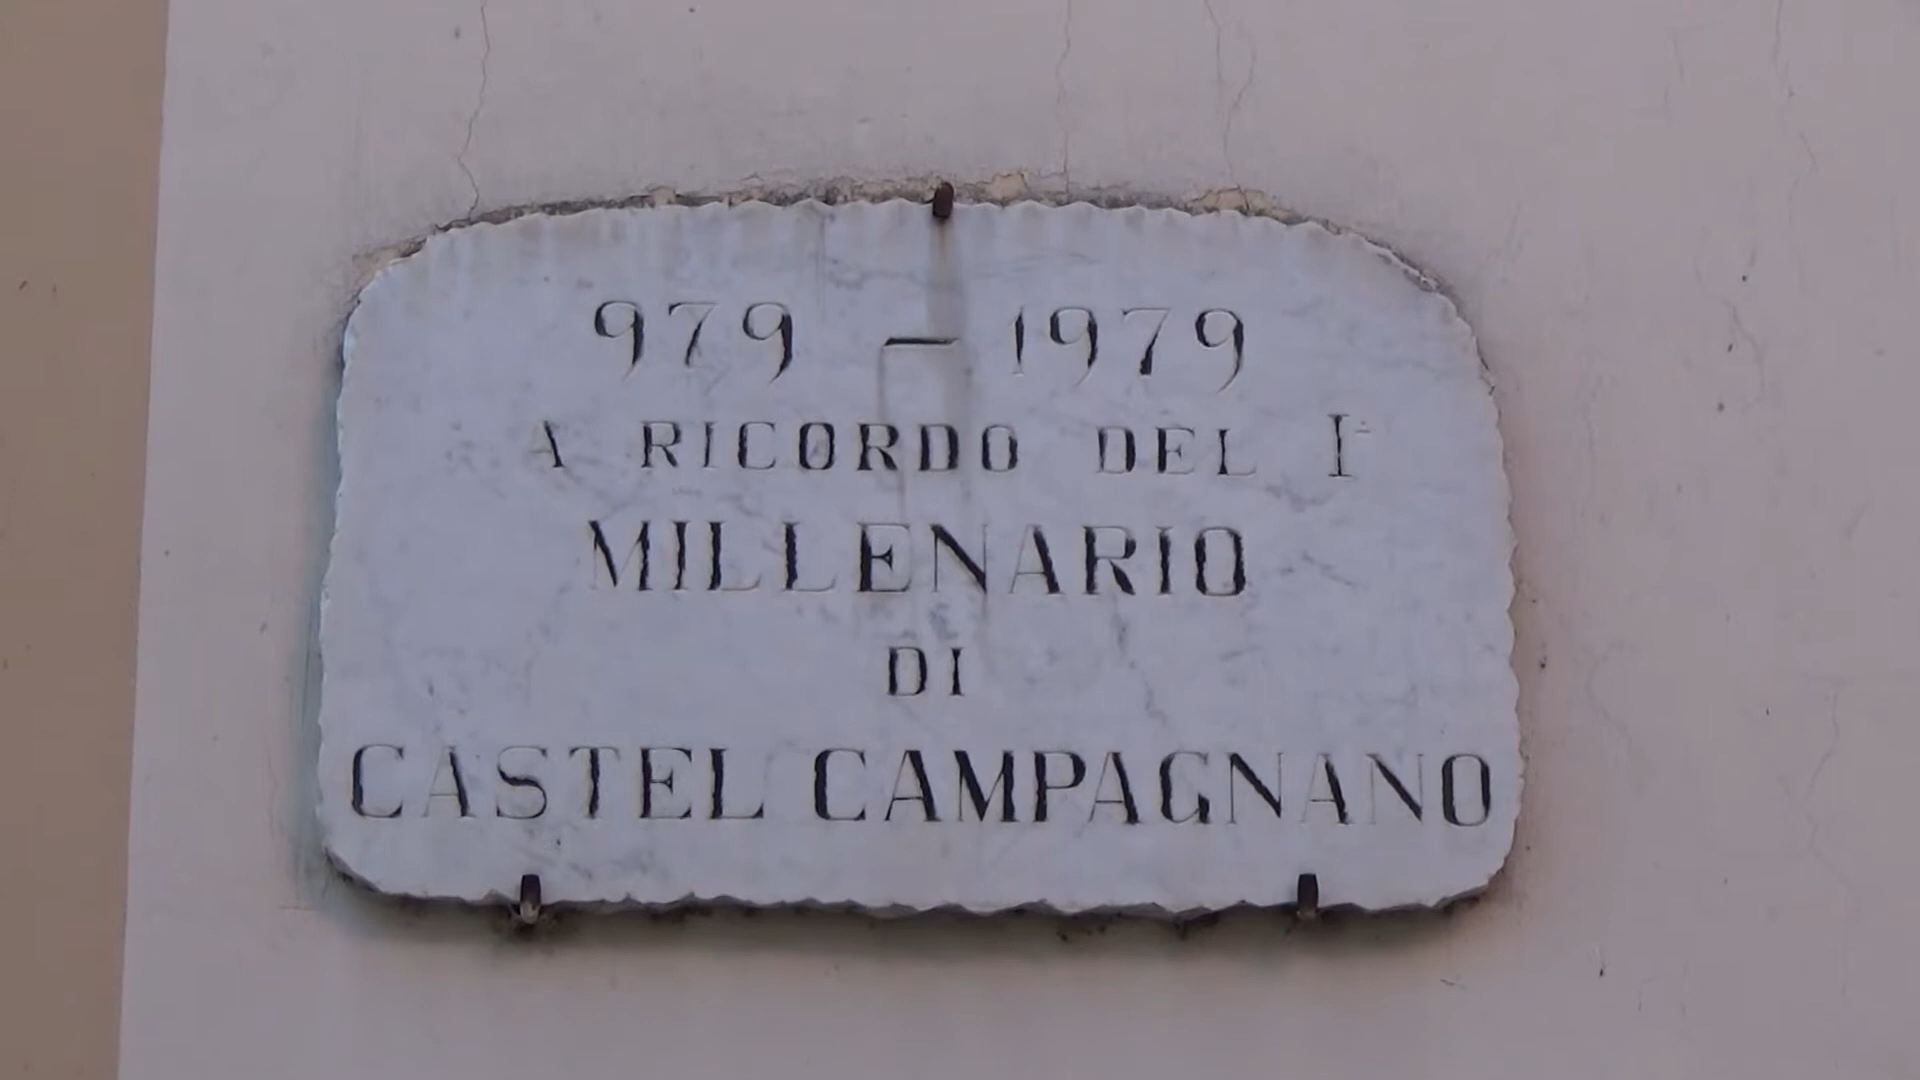 979 — 1979
A RICORDO DEL I°
MILLENARIO
DI
CASTEL CAMPAGNANO